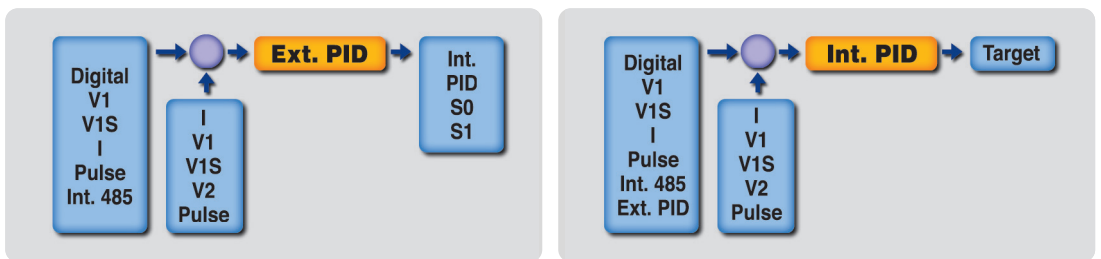 Digital
V1
V1S
I
Pulse
Int. 485
I
V1
V1S
V2
Pulse
Ext. PID
Int.
PID
S0
S1
Digital
V1
V1S
I
Pulse
Int. 485
Ext. PID
I
V1
V1S
V2
Pulse
Int. PID
Target